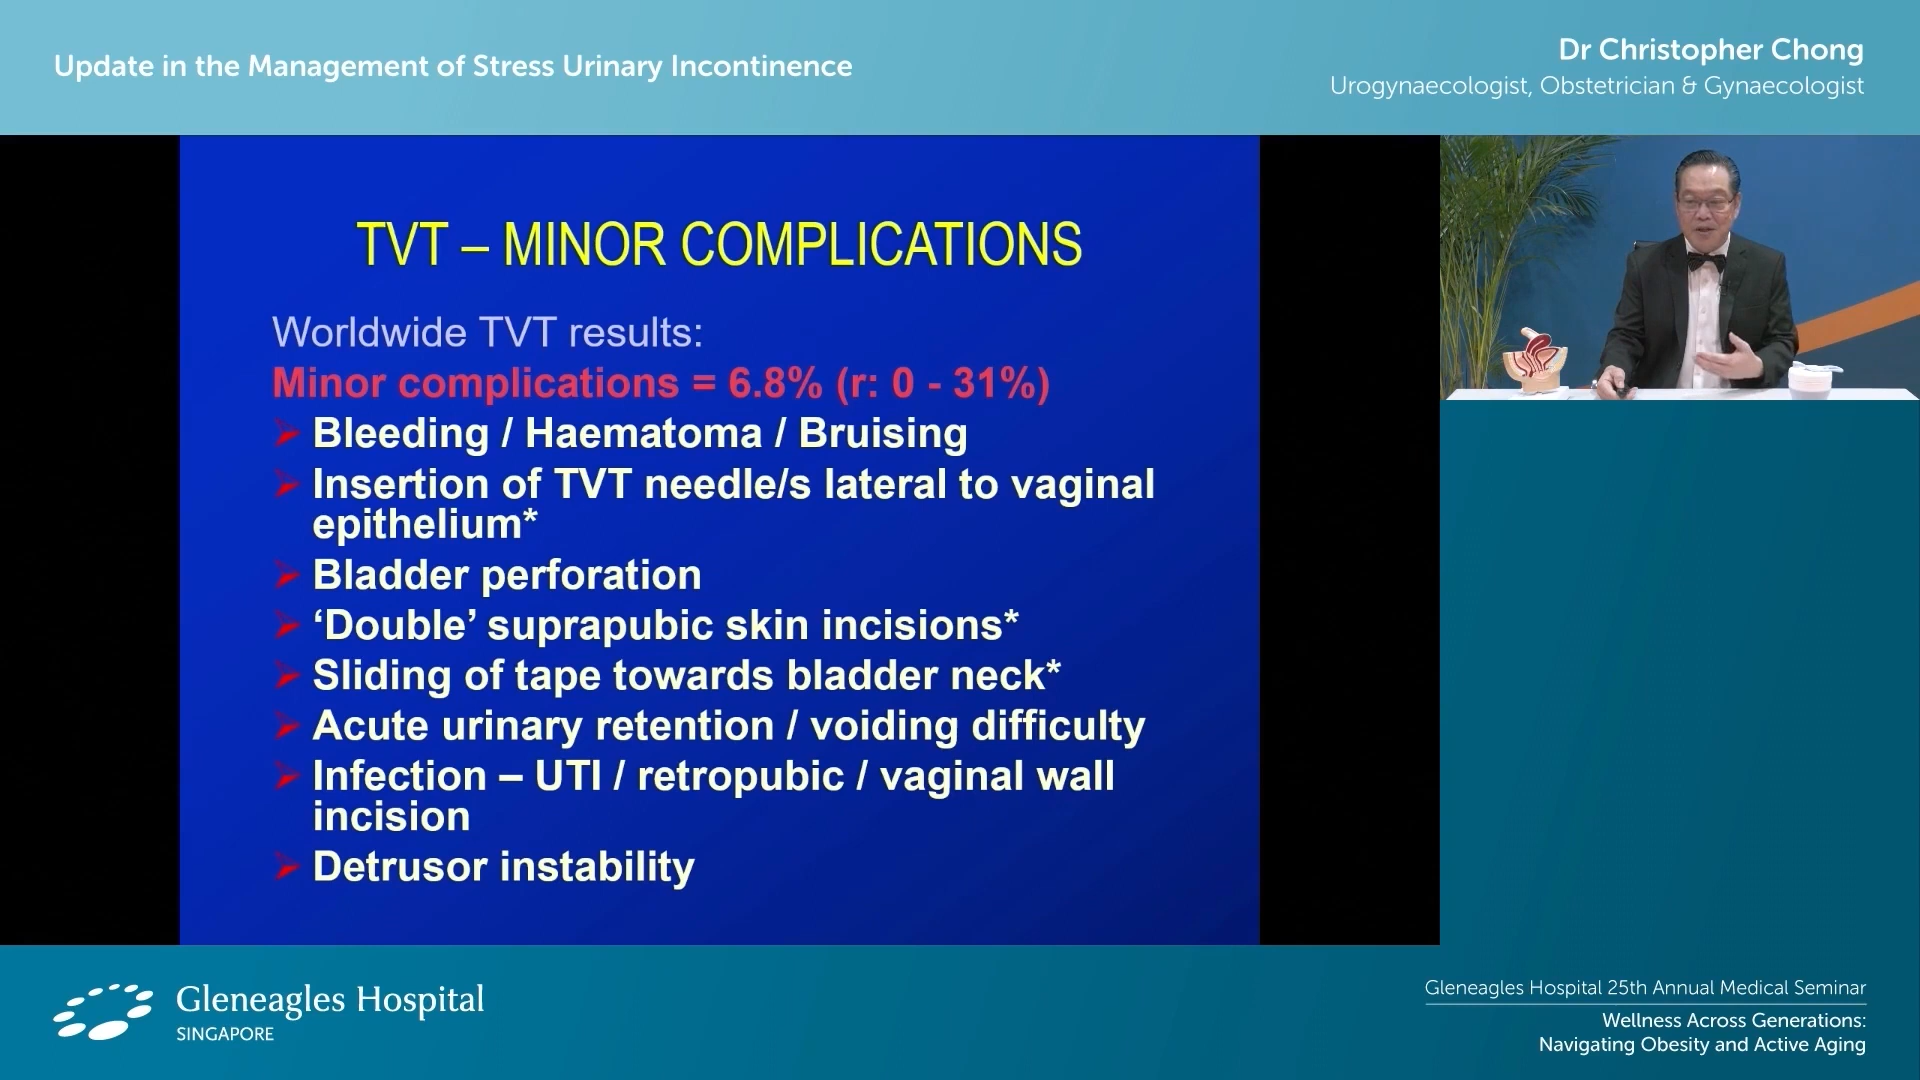 Update in the Management of Stress Urinary Incontinence
Dr Christopher Chong
Urogynaecologist, Obstetrician & Gynaecologist
TVT – MINOR COMPLICATIONS
Worldwide TVT results:
Minor complications = 6.8% (r: 0 - 31%)
Bleeding / Haematoma / Bruising
Insertion of TVT needle/s lateral to vaginal
epithelium*
Bladder perforation
‘Double’ suprapubic skin incisions*
Sliding of tape towards bladder neck*
Acute urinary retention / voiding difficulty
Infection – UTI / retropubic / vaginal wall
incision
Detrusor instability
Gleneagles Hospital
SINGAPORE
Gleneagles Hospital 25th Annual Medical Seminar
Wellness Across Generations:
Navigating Obesity and Active Aging